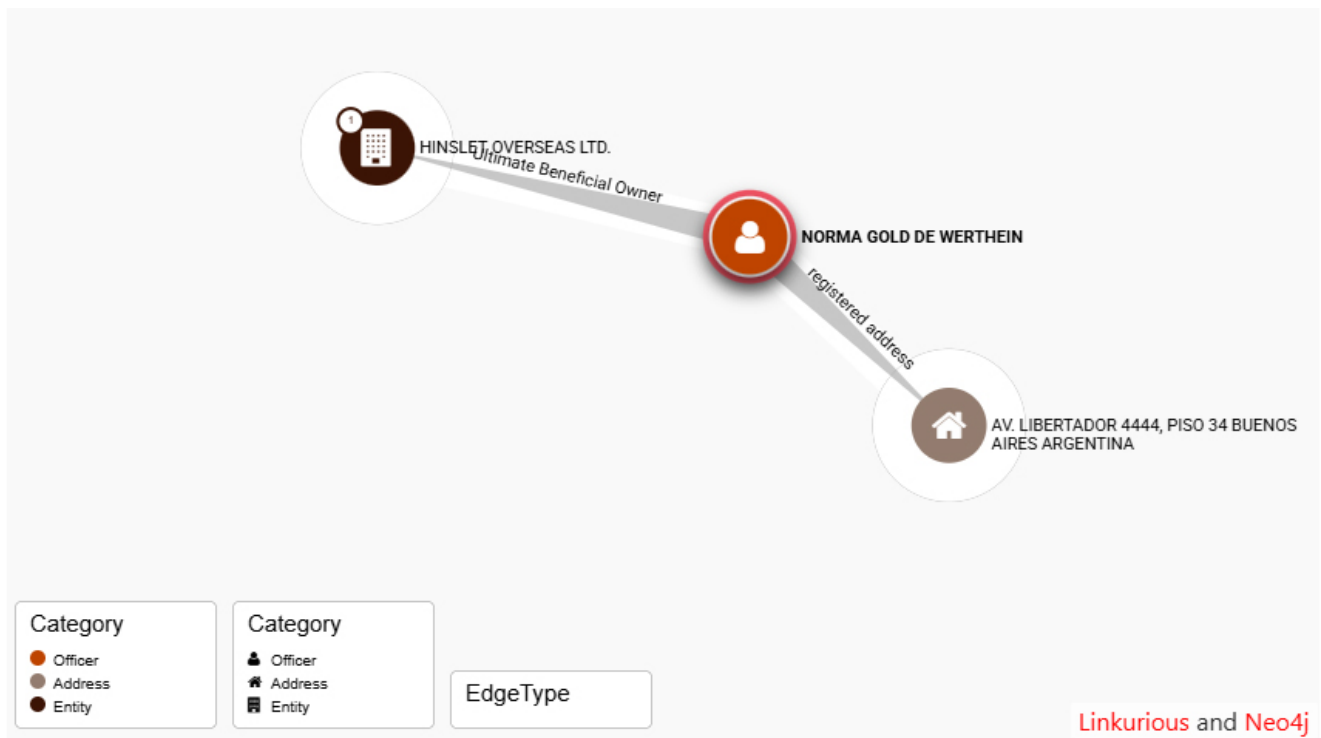 1
HINSLET OVERSEAS LTD.
Ultimate Beneficial Owner
NORMA GOLD DE WERTHEIN
registered address
AV. LIBERTADOR 4444, PISO 34 BUENOS
AIRES ARGENTINA
Category
Officer
Address
Entity
Category
Officer
Address
Entity
EdgeType
Linkurious and Neo4j